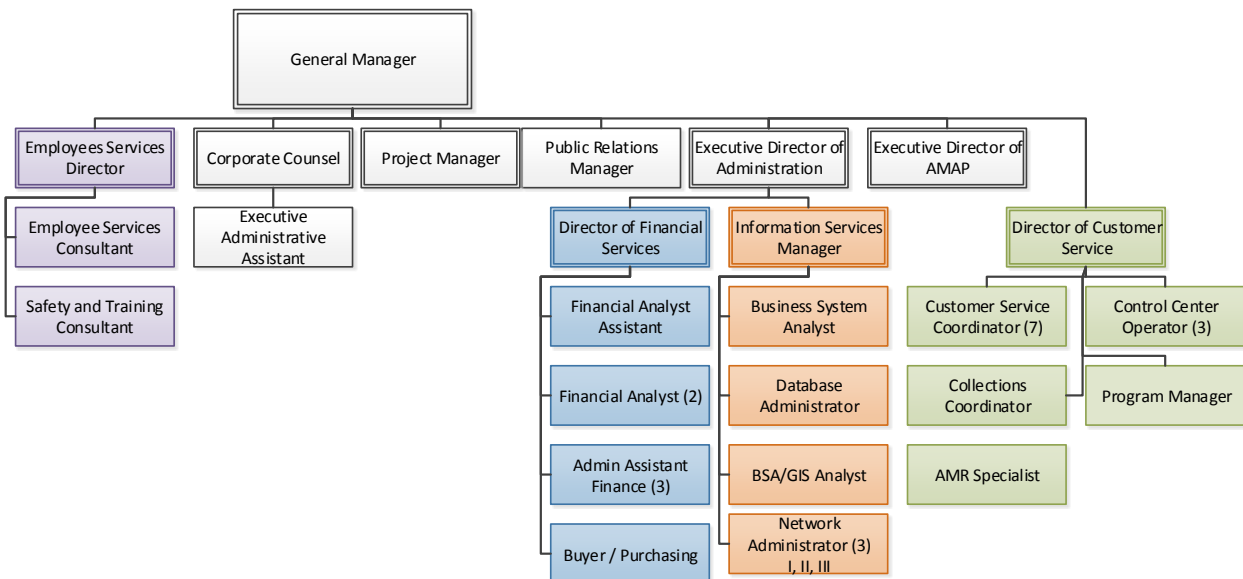 General Manager
Employees Services
Director
Corporate Counsel
Project Manager
Public Relations
Manager
Executive Director of
Administration
Executive Director of
AMAP
Employee Services
Consultant
Executive
Administrative
Assistant
Director of Financial
Services
Information Services
Manager
Director of Customer
Service
Safety and Training
Consultant
Financial Analyst
Assistant
Business System
Analyst
Customer Service
Coordinator (7)
Control Center
Operator (3)
Financial Analyst (2)
Database
Administrator
Collections
Coordinator
Program Manager
Admin Assistant
Finance (3)
BSA/GIS Analyst
AMR Specialist
Buyer / Purchasing
Network
Administrator (3)
I, II, III